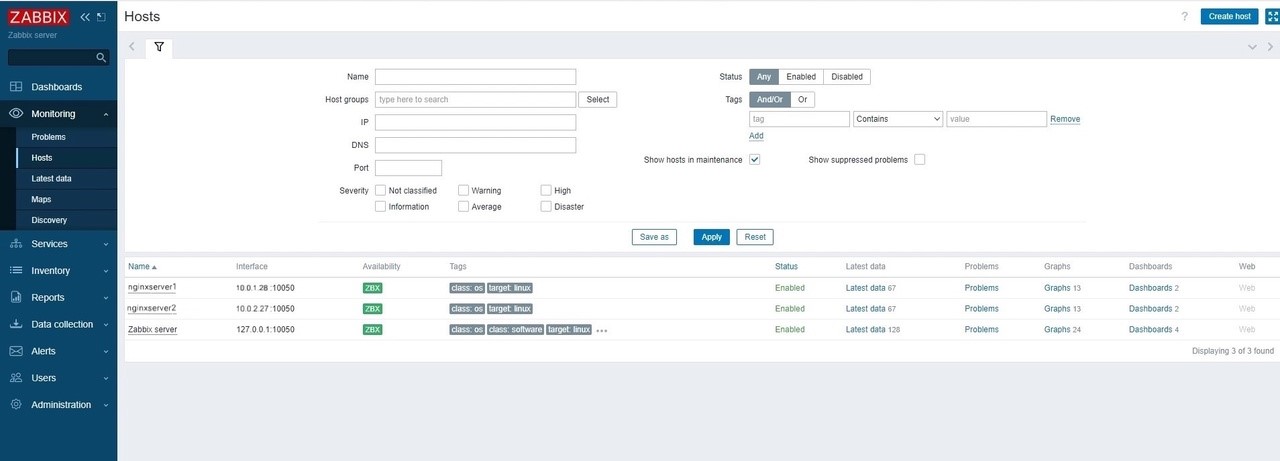 ZABBIX
Zabbix server
Dashboards
Monitoring
Problems
Hosts
Latest data
Maps
Discovery
Services
Inventory
Reports
Data collection
Alerts
Users
Administration
Hosts
? Create host
Name
Host groups type here to search Select
IP
DNS
Port
Severity Not classified Warning High
Information Average Disaster
Status Any Enabled Disabled
Tags And/Or Or
tag Contains value Remove
Add
Show hosts in maintenance Show suppressed problems
Save as Apply Reset
Name Interface Availability Tags Status Latest data Problems Graphs Dashboards Web
nginxserver1 10.0.1.28 :10050 ZBX class: os target: linux Enabled Latest data 67 Problems Graphs 13 Dashboards 2 Web
nginxserver2 10.0.2.27 :10050 ZBX class: os target: linux Enabled Latest data 67 Problems Graphs 13 Dashboards 2 Web
Zabbix server 127.0.0.1:10050 ZBX class: os class: software target: linux ••• Enabled Latest data 128 Problems Graphs 24 Dashboards 4 Web
Displaying 3 of 3 found